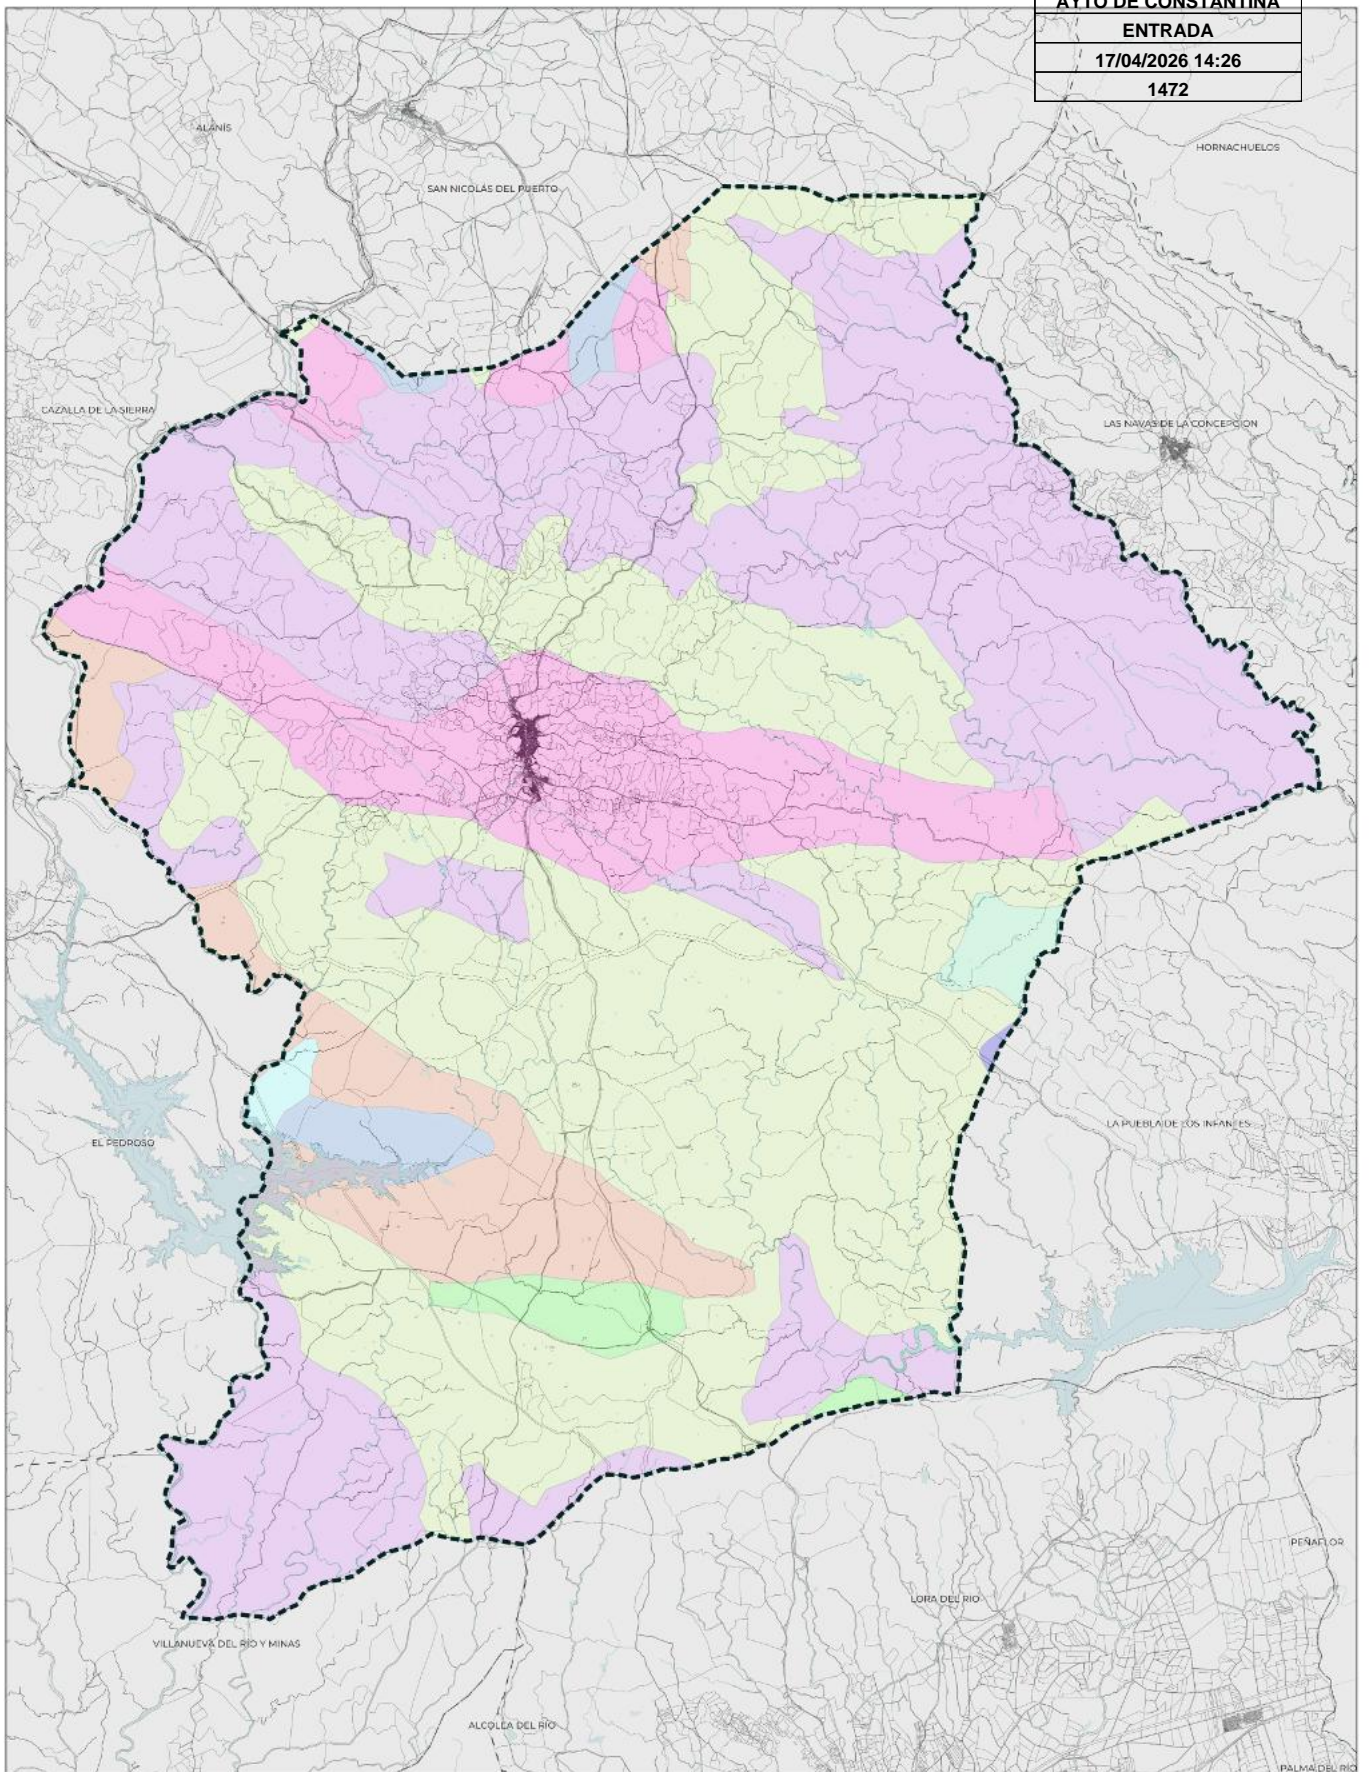 AYTO DE CONSTANTINA
ENTRADA
17/04/2026 14:26
1472
ALANÍS
HORNACHUELOS
SAN NICOLÁS DEL PUERTO
CAZALLA DE LA SIERRA
LAS NAVAS DE LA CONCEPCIÓN
LA PUEBLA DE LOS INFANTES
EL PEDROSO
PEÑAFLOR
LORA DEL RÍO
VILLANUEVA DEL RÍO Y MINAS
ALCOLEA DEL RÍO
PALMA DEL RÍO